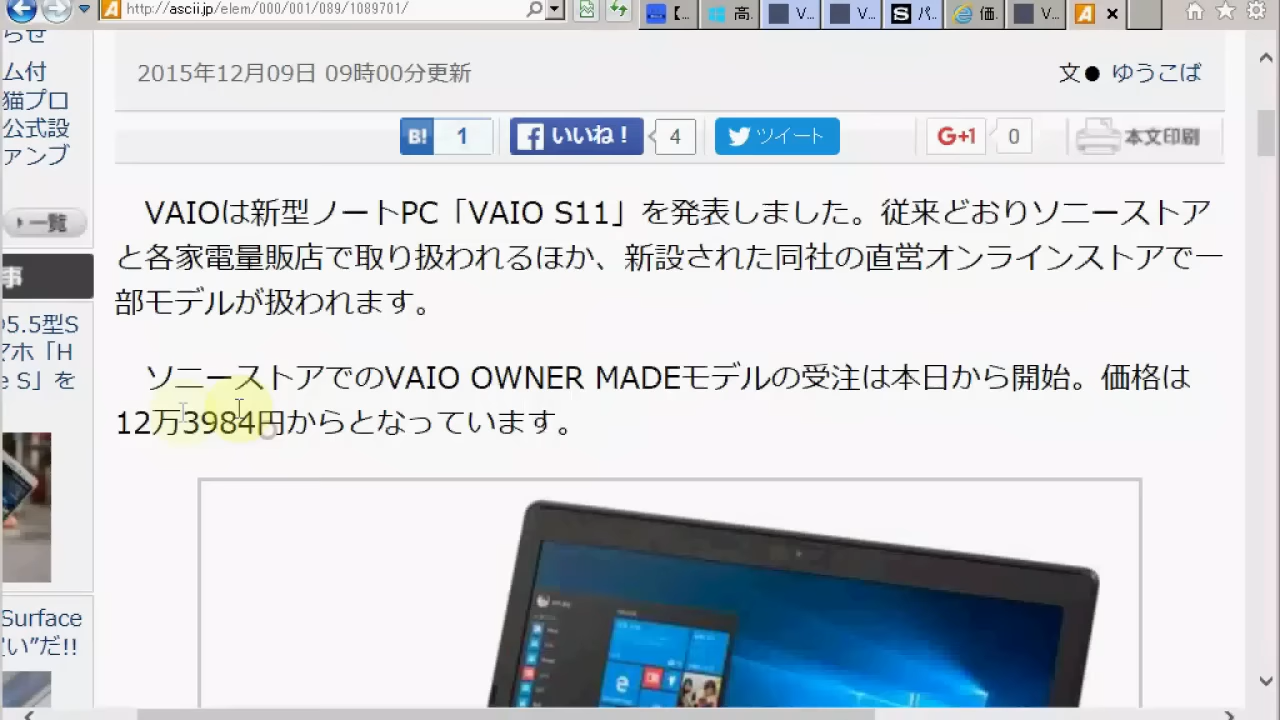 http://ascii.jp/elem/000/001/089/1089701/
【...
高
V...
V...
S パ
価
V...
らせ
ム付
猫プロ
公式設
アンプ
一覧
事
5.5型S
マホ「H
e S」を
Surface
い”だ!!
2015年12月09日 09時00分更新
文● ゆうこば
B! 1
いいね！ 4
ツイート
G+1 0
本文印刷
VAIOは新型ノートPC「VAIO S11」を発表しました。従来どおりソニーストア
と各家電量販店で取り扱われるほか、新設された同社の直営オンラインストアで一
部モデルが扱われます。
ソニーストアでのVAIO OWNER MADEモデルの受注は本日から開始。価格は
12万3984円からとなっています。